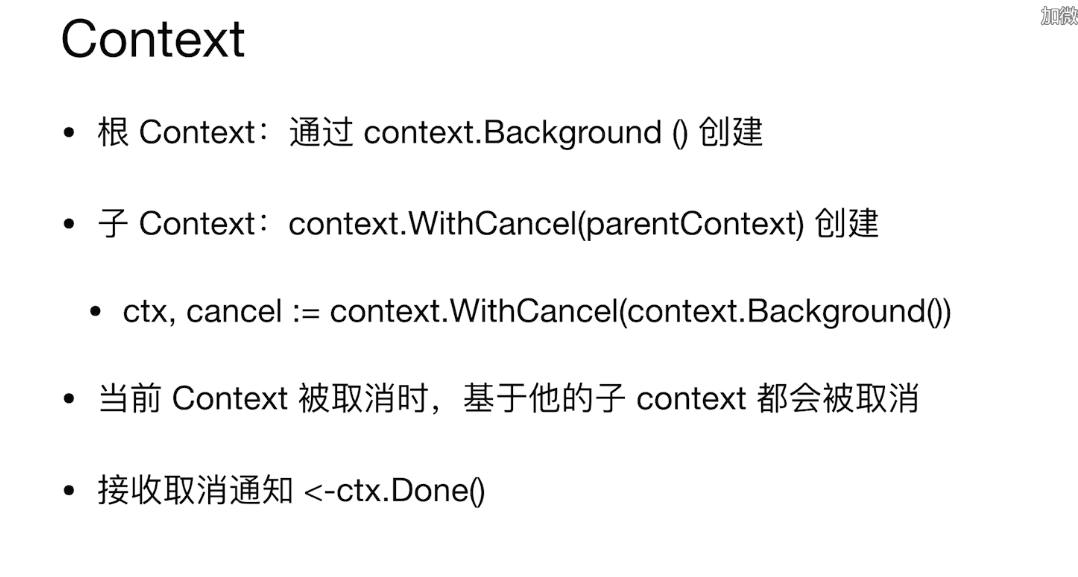 Context
加微
• 根 Context：通过 context.Background () 创建
• 子 Context：context.WithCancel(parentContext) 创建
• ctx, cancel := context.WithCancel(context.Background())
• 当前 Context 被取消时，基于他的子 context 都会被取消
• 接收取消通知 <-ctx.Done()